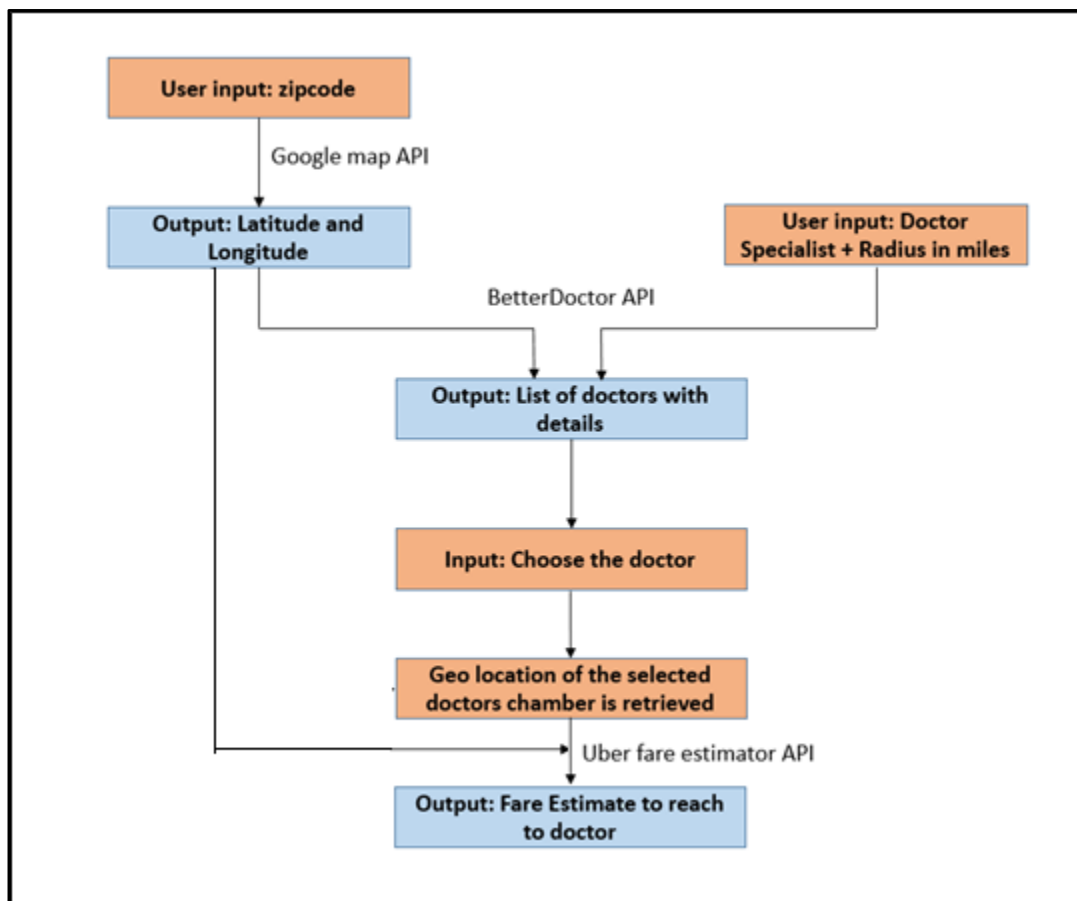 User input: zipcode
Google map API
Output: Latitude and
Longitude
User input: Doctor
Specialist + Radius in miles
BetterDoctor API
Output: List of doctors with
details
Input: Choose the doctor
Geo location of the selected
doctors chamber is retrieved
Uber fare estimator API
Output: Fare Estimate to reach
to doctor